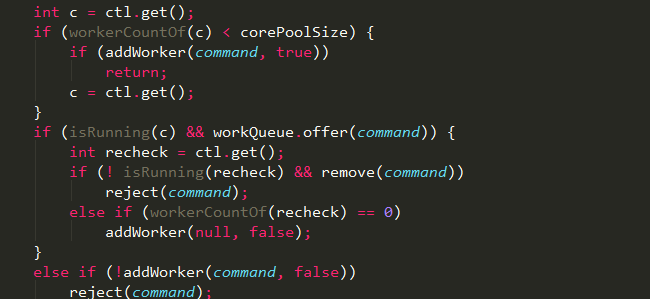 int c = ctl.get();
if (workerCountOf(c) < corePoolSize) {
if (addWorker(command, true))
return;
c = ctl.get();
}
if (isRunning(c) && workQueue.offer(command)) {
int recheck = ctl.get();
if (! isRunning(recheck) && remove(command))
reject(command);
else if (workerCountOf(recheck) == 0)
addWorker(null, false);
}
else if (!addWorker(command, false))
reject(command);